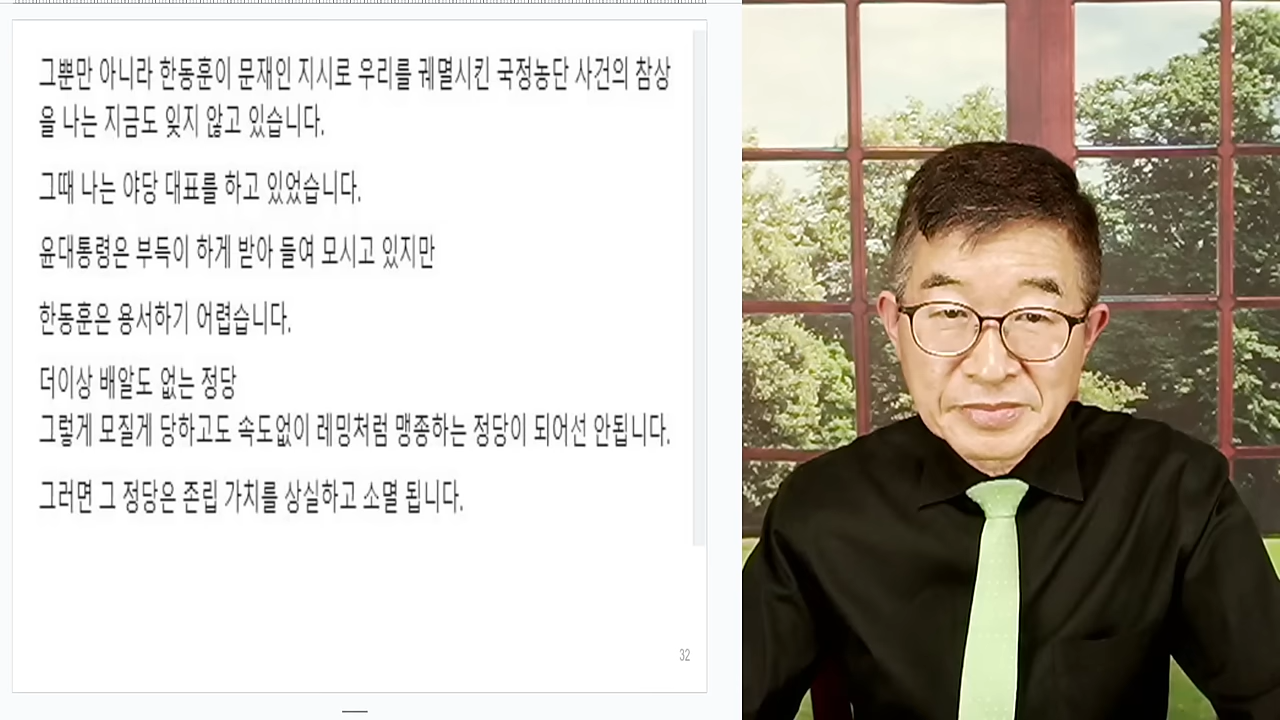 그뿐만 아니라 한동훈이 문재인 지시로 우리를 궤멸시킨 국정농단 사건의 참상
을 나는 지금도 잊지 않고 있습니다.
그때 나는 야당 대표를 하고 있었습니다.
윤대통령은 부득이 하게 받아 들여 모시고 있지만
한동훈은 용서하기 어렵습니다.
더이상 배알도 없는 정당
그렇게 모질게 당하고도 속도없이 레밍처럼 맹종하는 정당이 되어선 안됩니다.
그러면 그 정당은 존립 가치를 상실하고 소멸 됩니다.
32